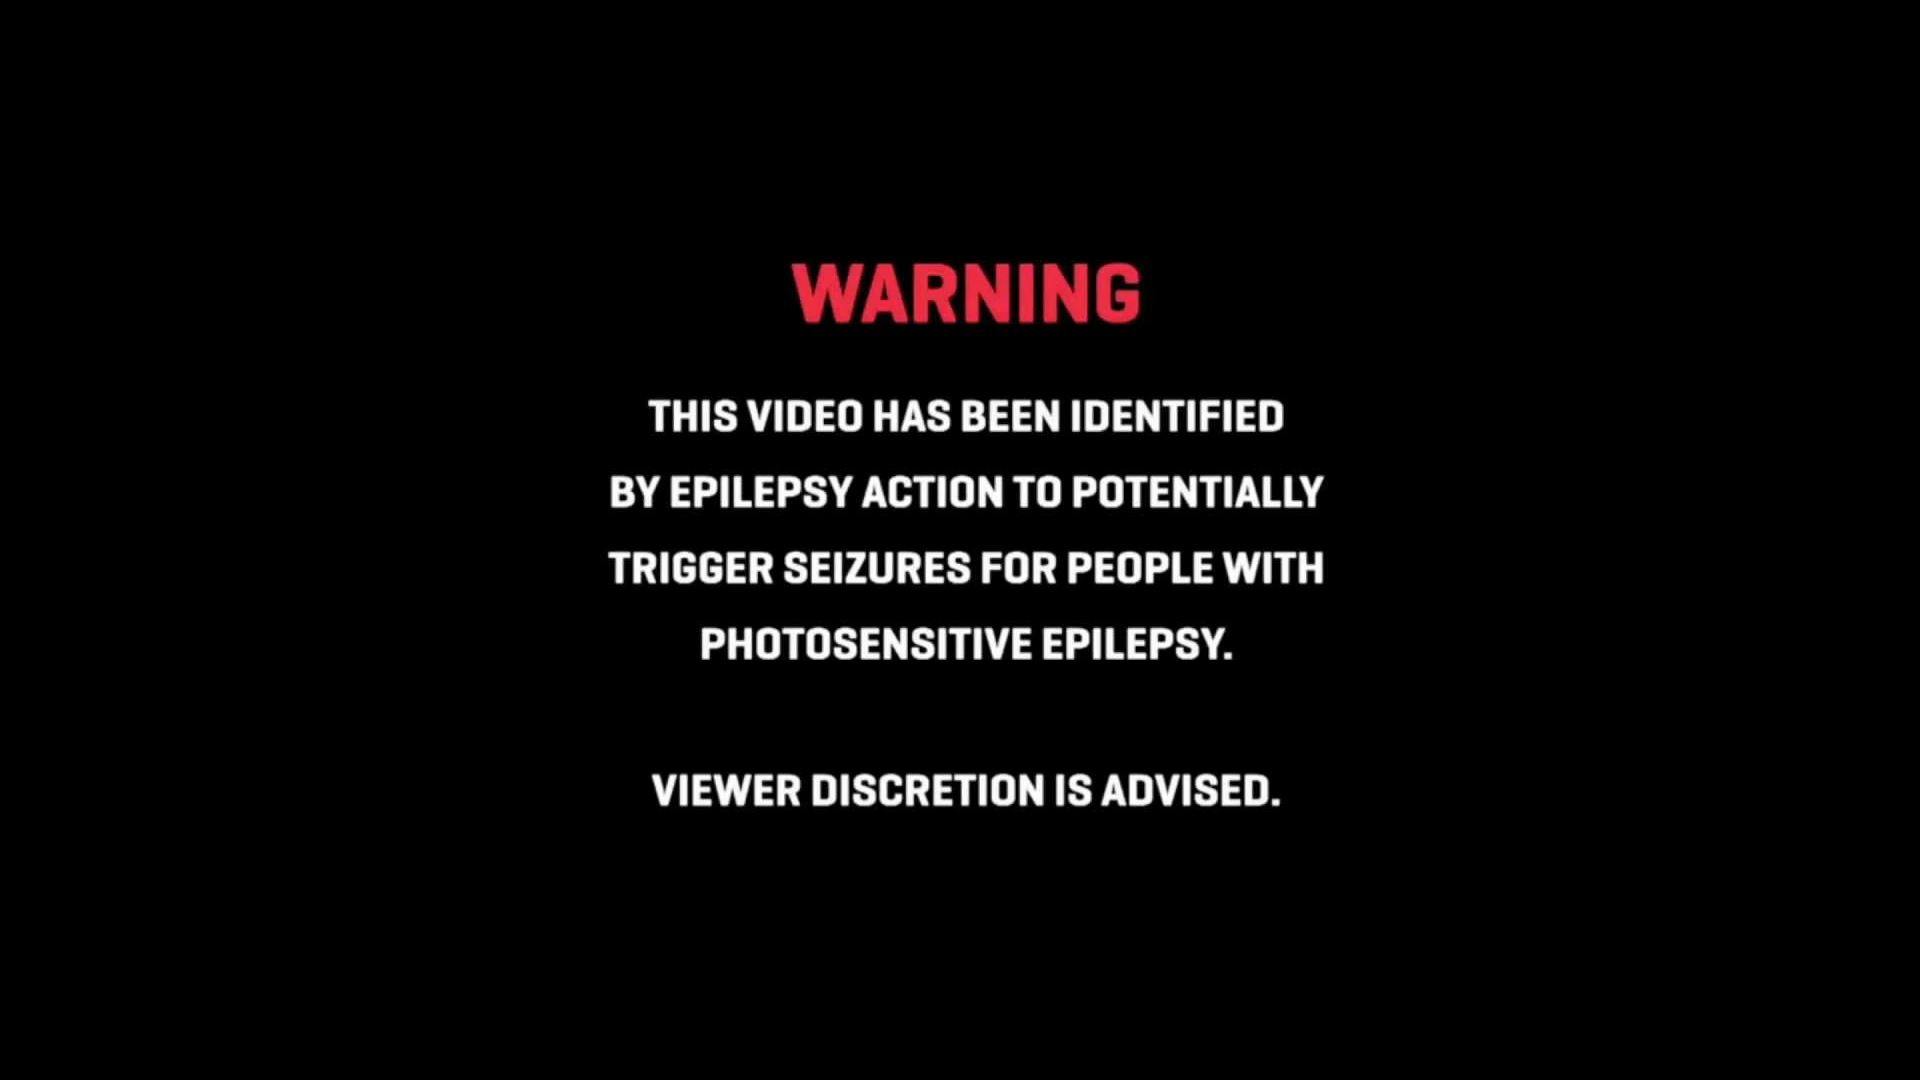 WARNING
THIS VIDEO HAS BEEN IDENTIFIED
BY EPILEPSY ACTION TO POTENTIALLY
TRIGGER SEIZURES FOR PEOPLE WITH
PHOTOSENSITIVE EPILEPSY.
VIEWER DISCRETION IS ADVISED.